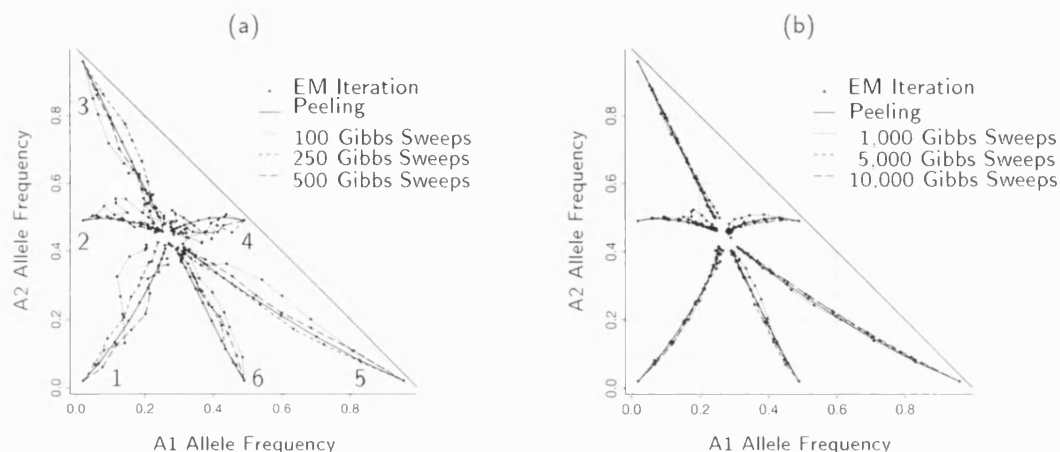 (a)
EM Iteration
Peeling
100 Gibbs Sweeps
250 Gibbs Sweeps
500 Gibbs Sweeps
A2 Allele Frequency
0.0 0.2 0.4 0.6 0.8
3
2
4
1
6
5
0.0 0.2 0.4 0.6 0.8
A1 Allele Frequency
(b)
EM Iteration
Peeling
1,000 Gibbs Sweeps
5,000 Gibbs Sweeps
10,000 Gibbs Sweeps
A2 Allele Frequency
0.0 0.2 0.4 0.6 0.8
0.0 0.2 0.4 0.6 0.8
A1 Allele Frequency